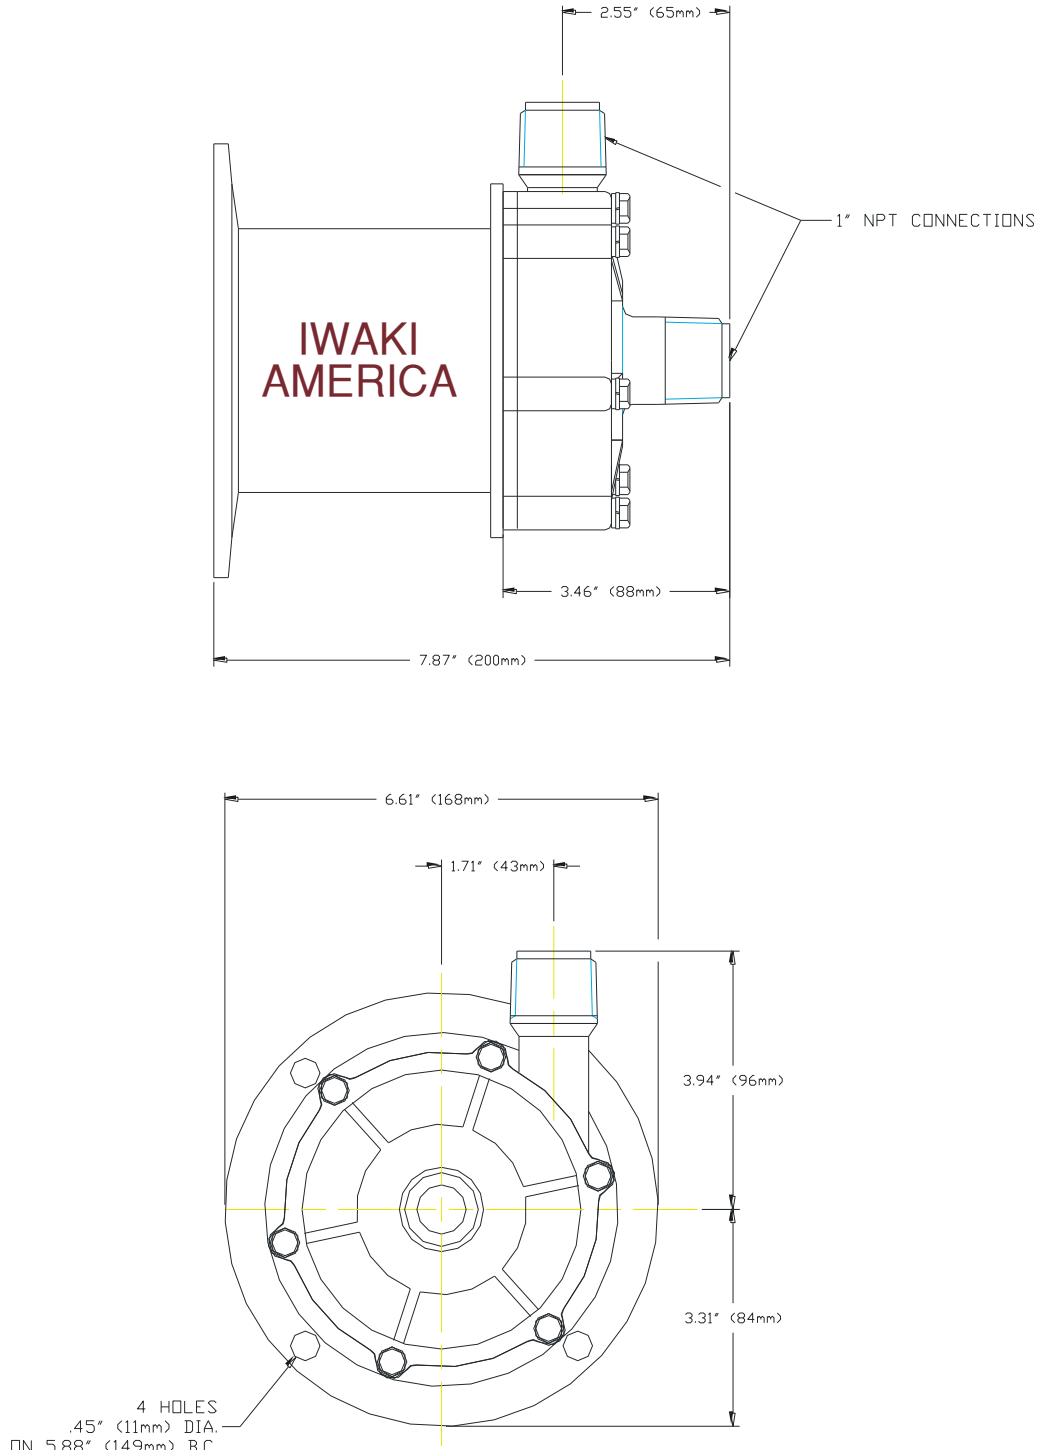 2.55" (65mm)
1" NPT CONNECTIONS
IWAKI
AMERICA
3.46" (88mm)
7.87" (200mm)
6.61" (168mm)
1.71" (43mm)
3.94" (96mm)
3.31" (84mm)
4 HOLES
.45" (11mm) DIA.
ON 5.88" (149mm) B.C.